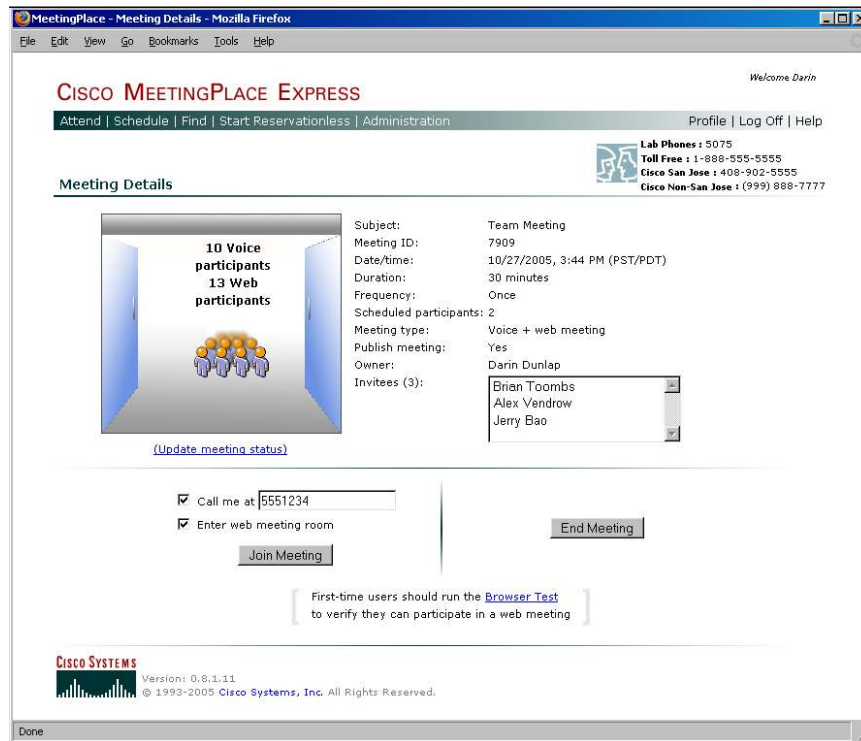 MeetingPlace - Meeting Details - Mozilla Firefox
File Edit View Go Bookmarks Tools Help
Welcome Darin
CISCO MEETINGPLACE EXPRESS
Attend | Schedule | Find | Start Reservationless | Administration Profile | Log Off | Help
Lab Phones : 5075
Toll Free : 1-888-555-5555
Cisco San Jose : 408-902-5555
Cisco Non-San Jose : (999) 888-7777
Meeting Details
10 Voice
participants
13 Web
participants
(Update meeting status)
Subject: Team Meeting
Meeting ID: 7909
Date/time: 10/27/2005, 3:44 PM (PST/PDT)
Duration: 30 minutes
Frequency: Once
Scheduled participants: 2
Meeting type: Voice + web meeting
Publish meeting: Yes
Owner: Darin Dunlap
Invitees (3):
Brian Toombs
Alex Vendrow
Jerry Bao
Call me at 5551234
Enter web meeting room
Join Meeting
End Meeting
First-time users should run the Browser Test
to verify they can participate in a web meeting
CISCO SYSTEMS
Version: 0.8.1.11
© 1993-2005 Cisco Systems, Inc. All Rights Reserved.
Done